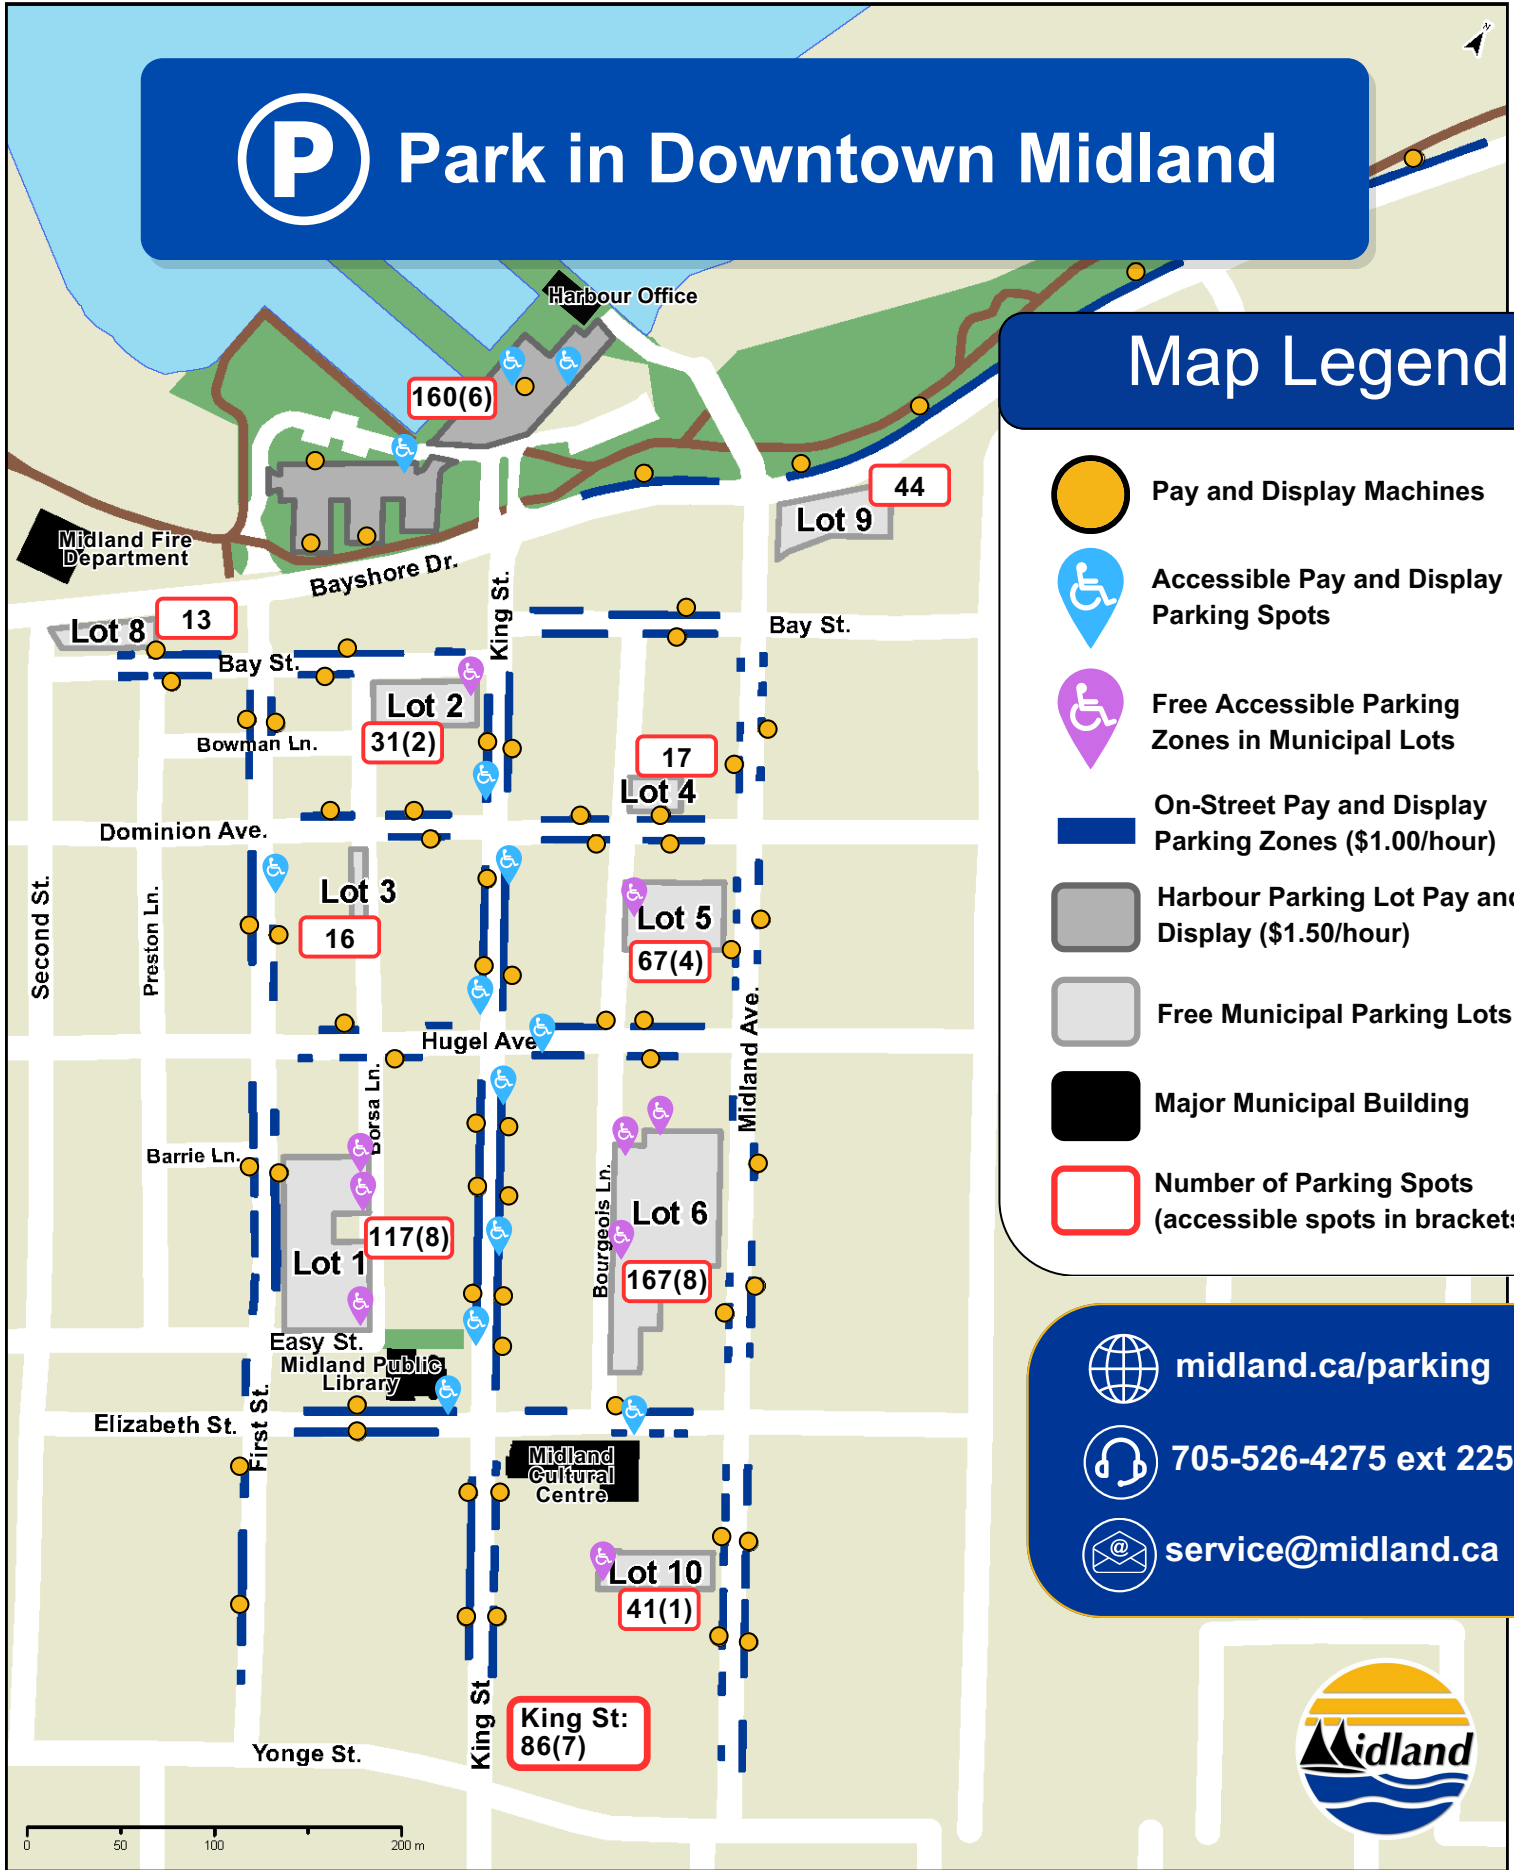 N
P Park in Downtown Midland
Harbour Office
160(6)
Midland Fire
Department
Bayshore Dr.
King St.
44
Lot 9
Lot 8
13
Bay St.
Bay St.
Lot 2
31(2)
Bowman Ln.
17
Lot 4
Dominion Ave.
Lot 3
16
Lot 5
67(4)
Second St.
Preston Ln.
Hugel Ave
Midland Ave.
Borsa Ln.
Barrie Ln.
Lot 1
117(8)
Bourgeois Ln.
Lot 6
167(8)
Easy St.
Midland Public
Library
Elizabeth St.
First St.
Midland
Cultural
Centre
Lot 10
41(1)
King St
King St:
86(7)
Yonge St.
0 50 100 200 m
Map Legend
Pay and Display Machines
Accessible Pay and Display
Parking Spots
Free Accessible Parking
Zones in Municipal Lots
On-Street Pay and Display
Parking Zones ($1.00/hour)
Harbour Parking Lot Pay and
Display ($1.50/hour)
Free Municipal Parking Lots
Major Municipal Building
Number of Parking Spots
(accessible spots in brackets
midland.ca/parking
705-526-4275 ext 225
@ service@midland.ca
Midland